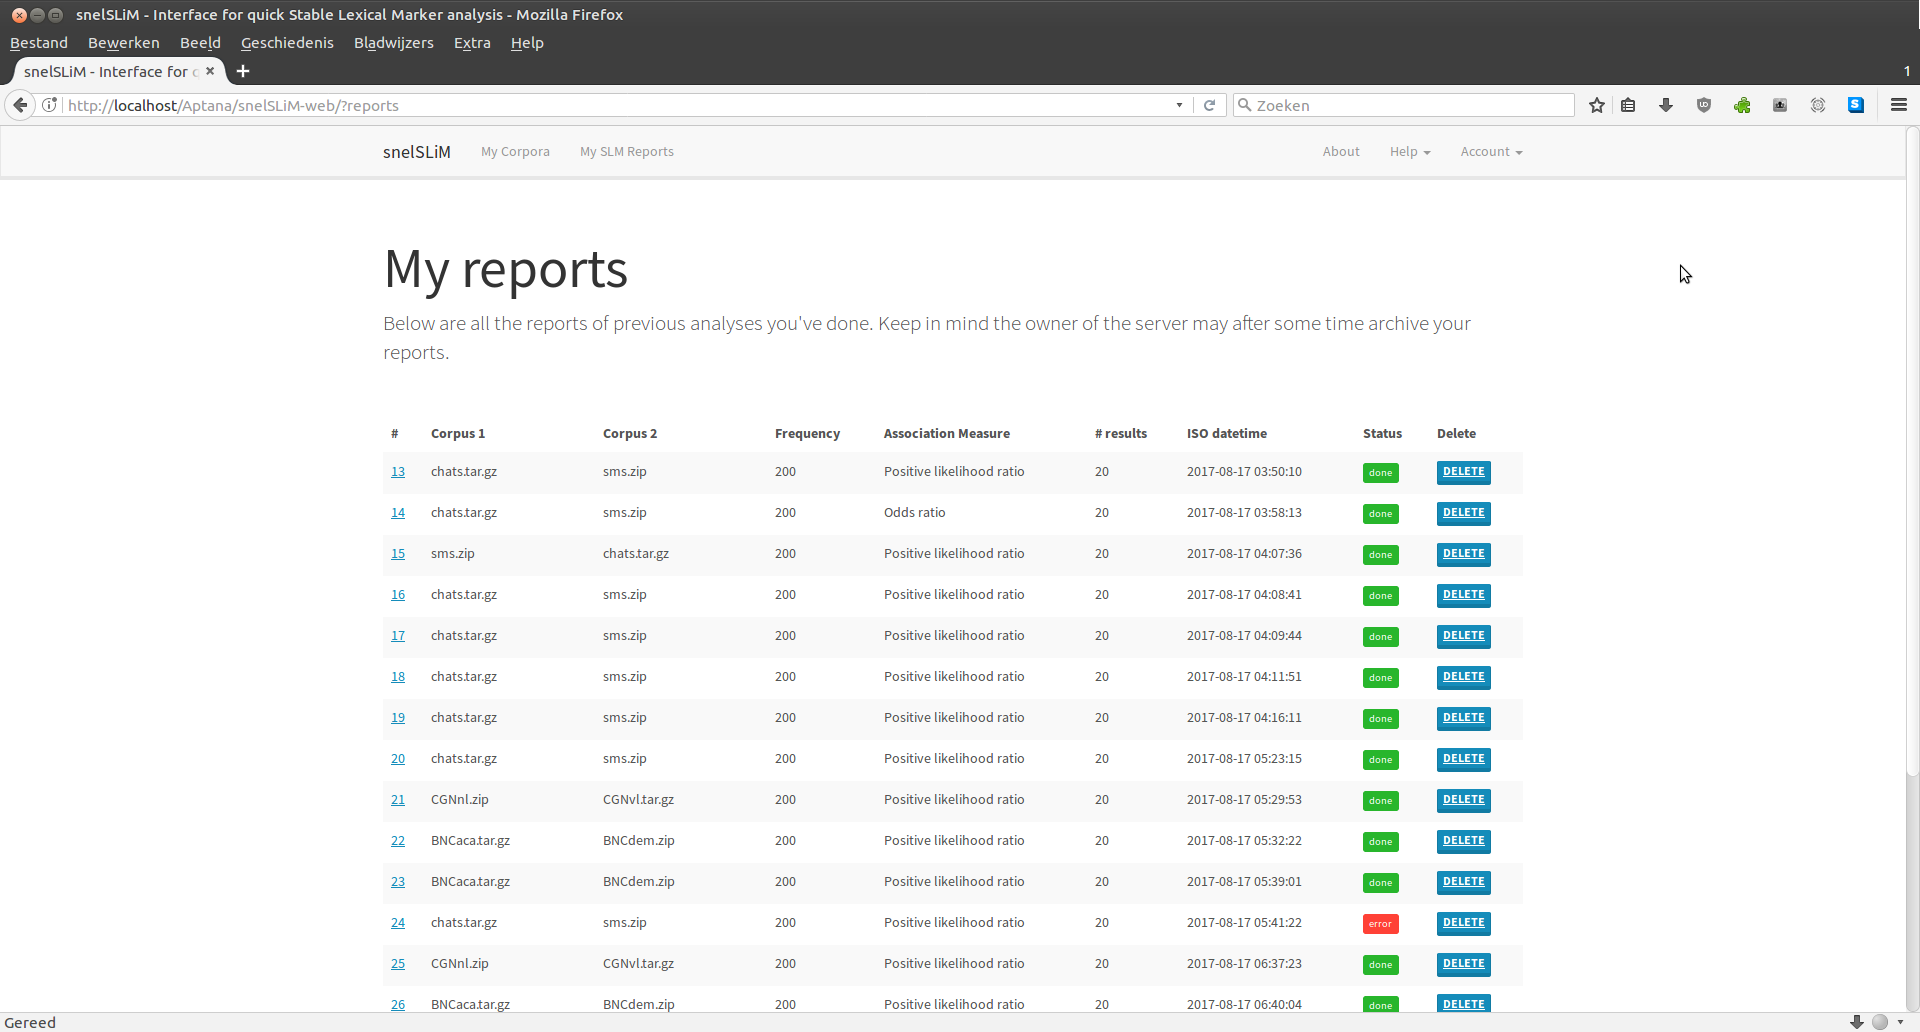 snelSLiM - Interface for quick Stable Lexical Marker analysis - Mozilla Firefox
Bestand Bewerken Beeld Geschiedenis Bladwijzers Extra Help
snelSLiM - Interface for q 1
http://localhost/Aptana/snelSLiM-web/?reports Zoeken
snelSLiM My Corpora My SLM Reports About Help Account
My reports
Below are all the reports of previous analyses you've done. Keep in mind the owner of the server may after some time archive your
reports.
# Corpus 1 Corpus 2 Frequency Association Measure # results ISO datetime Status Delete
13 chats.tar.gz sms.zip 200 Positive likelihood ratio 20 2017-08-17 03:50:10 done DELETE
14 chats.tar.gz sms.zip 200 Odds ratio 20 2017-08-17 03:58:13 done DELETE
15 sms.zip chats.tar.gz 200 Positive likelihood ratio 20 2017-08-17 04:07:36 done DELETE
16 chats.tar.gz sms.zip 200 Positive likelihood ratio 20 2017-08-17 04:08:41 done DELETE
17 chats.tar.gz sms.zip 200 Positive likelihood ratio 20 2017-08-17 04:09:44 done DELETE
18 chats.tar.gz sms.zip 200 Positive likelihood ratio 20 2017-08-17 04:11:51 done DELETE
19 chats.tar.gz sms.zip 200 Positive likelihood ratio 20 2017-08-17 04:16:11 done DELETE
20 chats.tar.gz sms.zip 200 Positive likelihood ratio 20 2017-08-17 05:23:15 done DELETE
21 CGNnl.zip CGNvl.tar.gz 200 Positive likelihood ratio 20 2017-08-17 05:29:53 done DELETE
22 BNCaca.tar.gz BNCdem.zip 200 Positive likelihood ratio 20 2017-08-17 05:32:22 done DELETE
23 BNCaca.tar.gz BNCdem.zip 200 Positive likelihood ratio 20 2017-08-17 05:39:01 done DELETE
24 chats.tar.gz sms.zip 200 Positive likelihood ratio 20 2017-08-17 05:41:22 error DELETE
25 CGNnl.zip CGNvl.tar.gz 200 Positive likelihood ratio 20 2017-08-17 06:37:23 done DELETE
26 BNCaca.tar.gz BNCdem.zip 200 Positive likelihood ratio 20 2017-08-17 06:40:04 done DELETE
Gereed